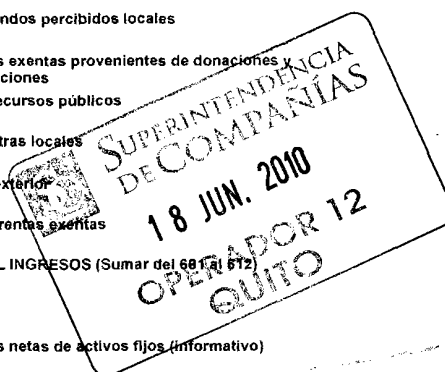 ndos percibidos locales
s exentas provenientes de donaciones y
ciones
ecursos públicos
tras locales
exterior
rentas exentas
L INGRESOS (Sumar del 601 al 612)
s netas de activos fijos (informativo)
SUPERINTENDENCIA
DE COMPAÑÍAS
18 JUN. 2010
OPERADOR 12
QUITO